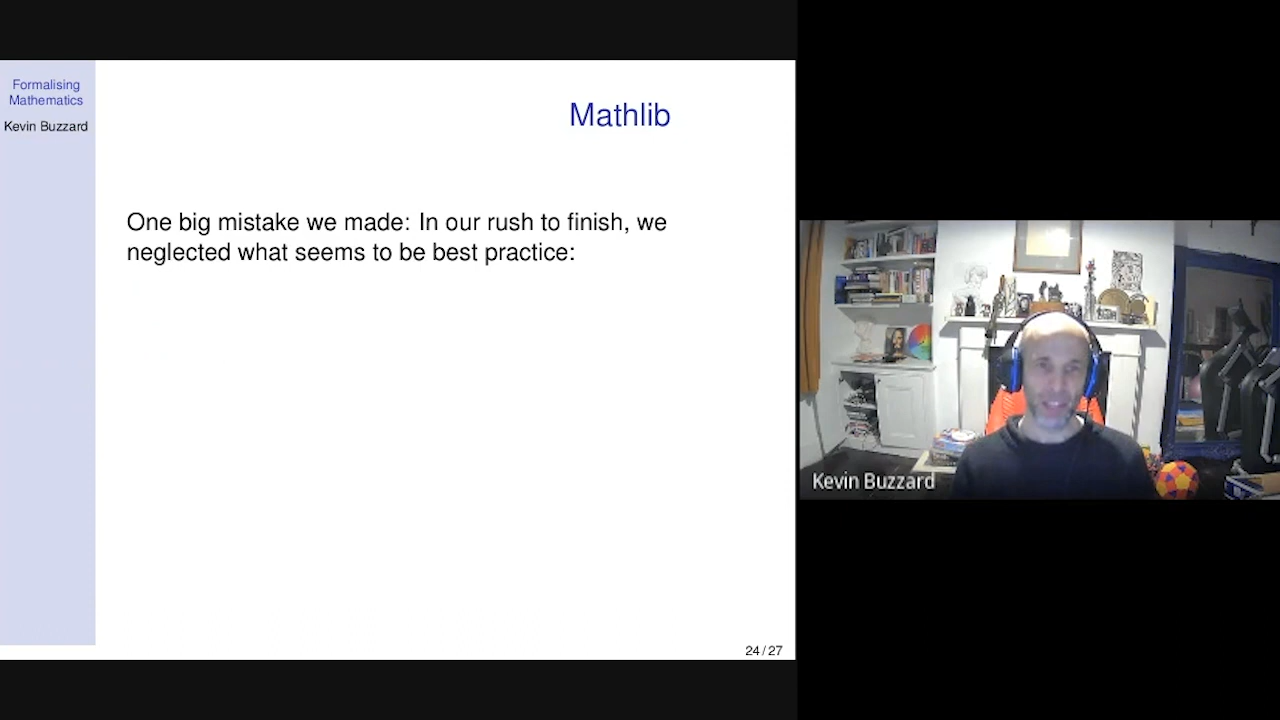 Formalising
Mathematics
Kevin Buzzard
Mathlib
One big mistake we made: In our rush to finish, we
neglected what seems to be best practice:
24 / 27
Kevin Buzzard